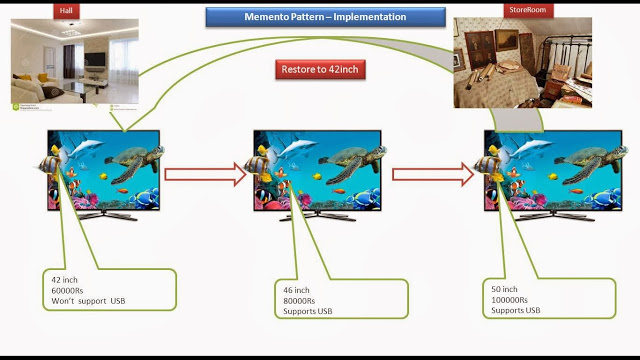 Hall
Memento Pattern – Implementation
StoreRoom
Restore to 42inch
42 inch
60000Rs
Won't support USB
46 inch
80000Rs
Supports USB
50 inch
100000Rs
Supports USB